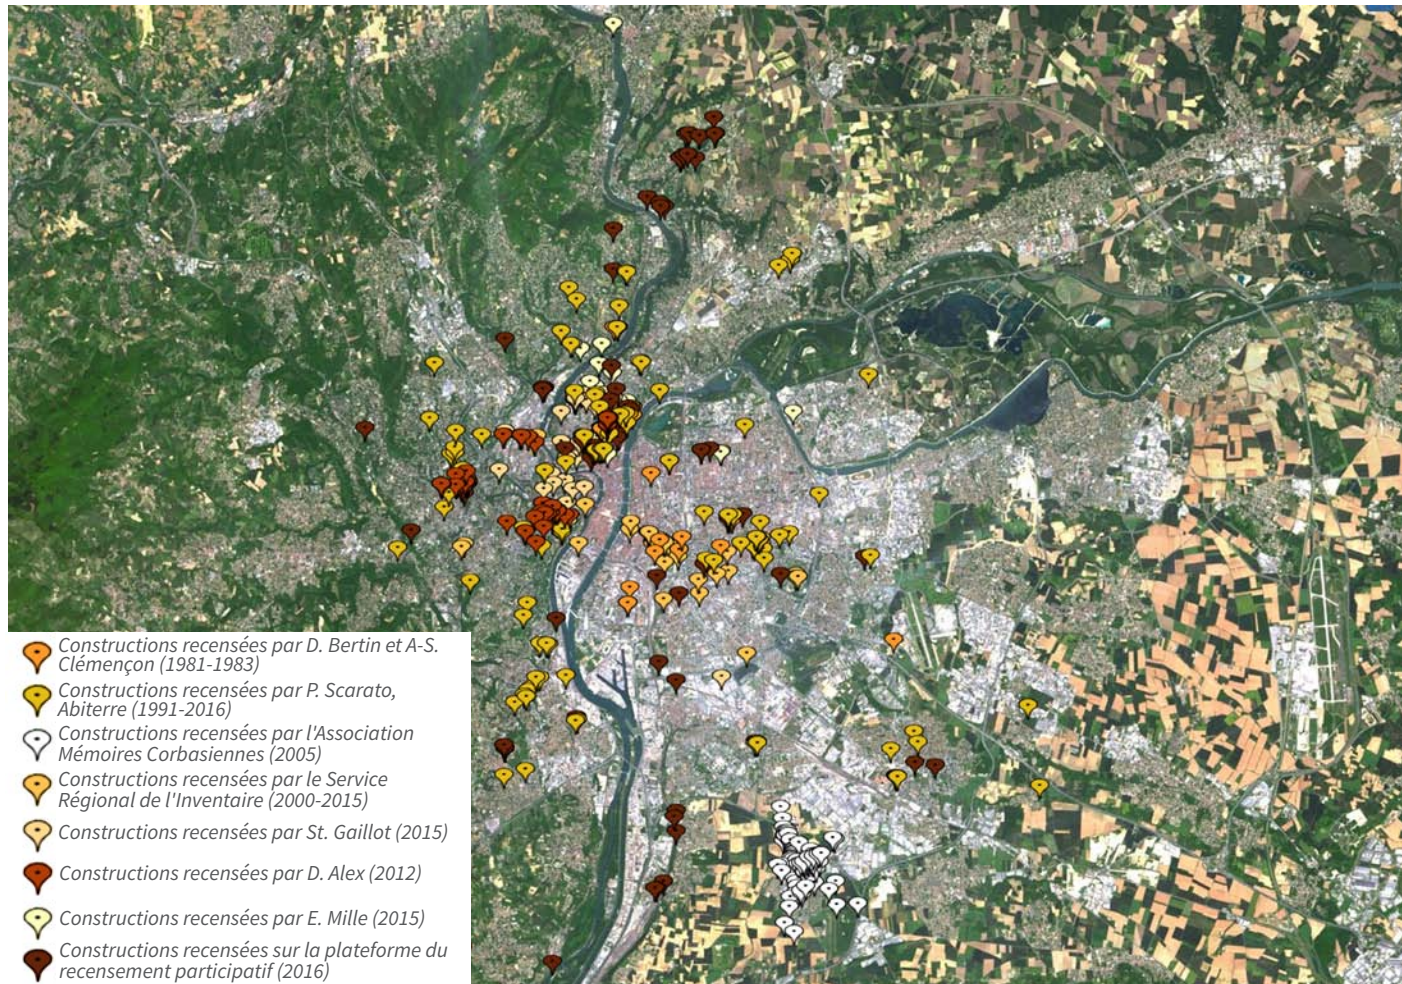 Constructions recensées par D. Bertin et A-S.
Clémençon (1981-1983)
Constructions recensées par P. Scarato,
Abiterre (1991-2016)
Constructions recensées par l'Association
Mémoires Corbasiennes (2005)
Constructions recensées par le Service
Régional de l'Inventaire (2000-2015)
Constructions recensées par St. Gaillot (2015)
Constructions recensées par D. Alex (2012)
Constructions recensées par E. Mille (2015)
Constructions recensées sur la plateforme du
recensement participatif (2016)